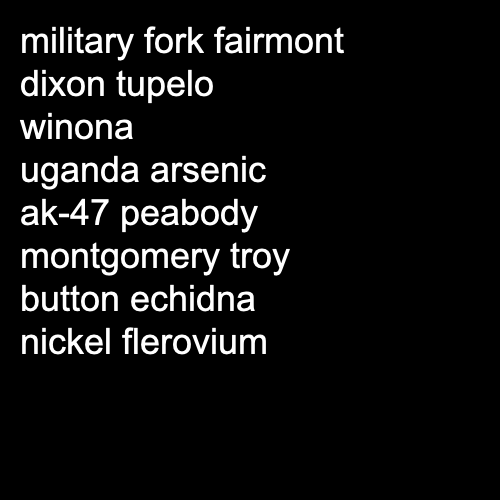 military fork fairmont
dixon tupelo
winona
uganda arsenic
ak-47 peabody
montgomery troy
button echidna
nickel flerovium